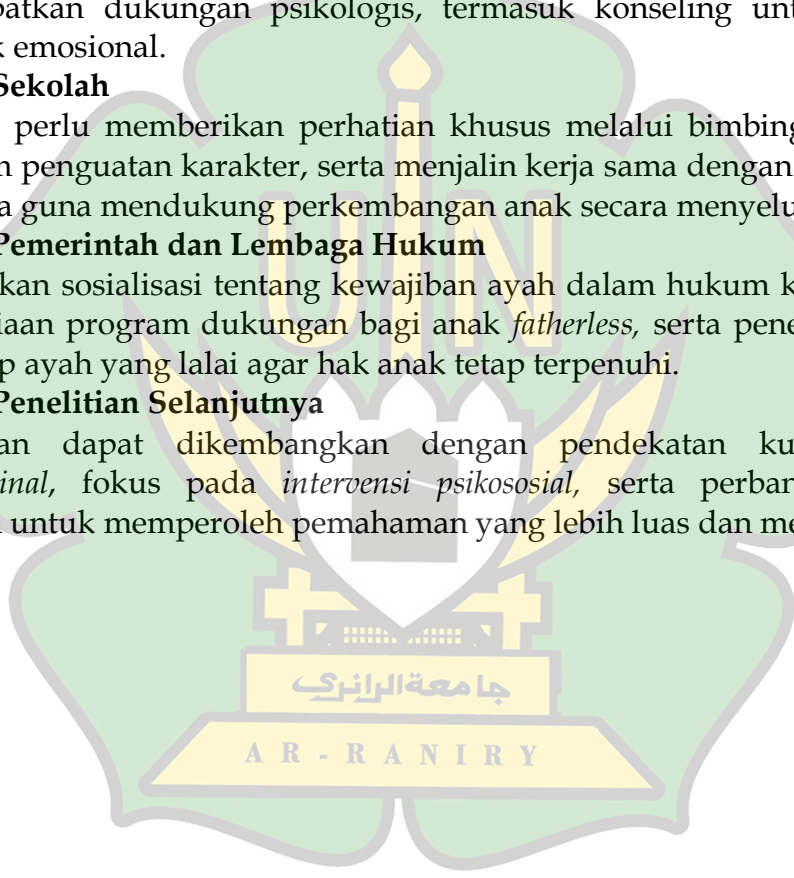 batkan dukungan psikologis, termasuk konseling unt
k emosional.
Sekolah
perlu memberikan perhatian khusus melalui bimbing
n penguatan karakter, serta menjalin kerja sama dengan
a guna mendukung perkembangan anak secara menyelu
Pemerintah dan Lembaga Hukum
kan sosialisasi tentang kewajiban ayah dalam hukum k
iaan program dukungan bagi anak fatherless, serta pene
p ayah yang lalai agar hak anak tetap terpenuhi.
Penelitian Selanjutnya
an dapat dikembangkan dengan pendekatan ku
inal, fokus pada intervensi psikososial, serta perban
untuk memperoleh pemahaman yang lebih luas dan me
UIN
جامعةالرانري
AR-RANIRY